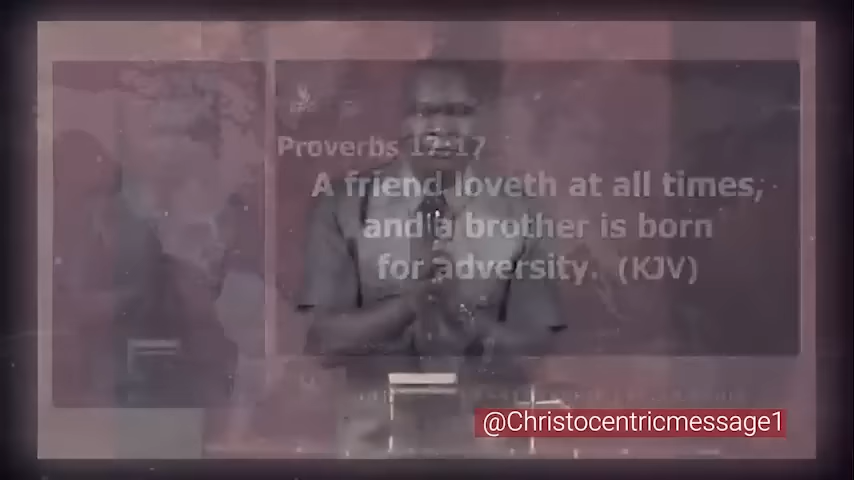 Proverbs 17:17
A friend loveth at all times,
and a brother is born
for adversity. (KJV)
@Christocentricmessage1